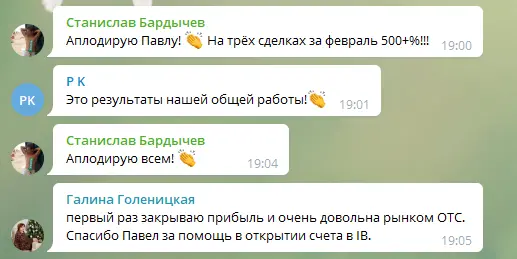 Станислав Бардычев
Аплодирую Павлу! 👏 На трёх сделках за февраль 500+%!!!
19:00
P K
PK
Это результаты нашей общей работы!👏
19:01
Станислав Бардычев
Аплодирую всем! 👏
19:04
Галина Голеницкая
первый раз закрываю прибыль и очень довольна рынком OTC.
Спасибо Павел за помощь в открытии счета в IB.
19:05